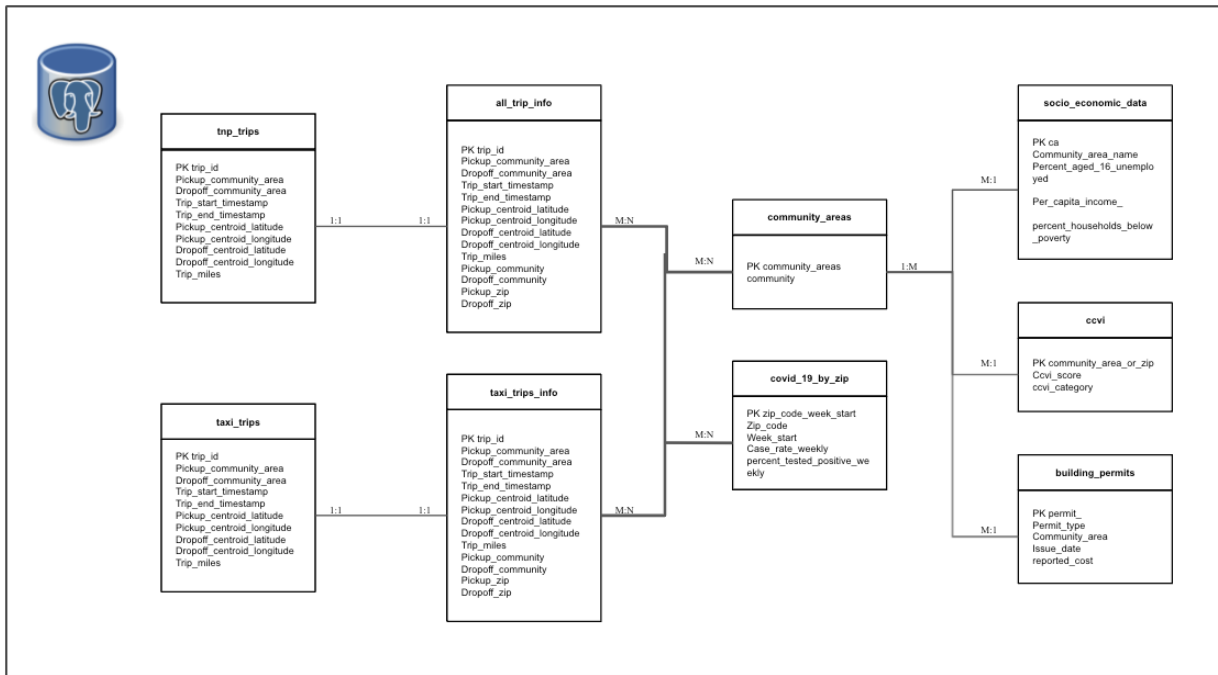 tnp_trips
PK trip_id
Pickup_community_area
Dropoff_community_area
Trip_start_timestamp
Trip_end_timestamp
Pickup_centroid_latitude
Pickup_centroid_longitude
Dropoff_centroid_latitude
Dropoff_centroid_longitude
Trip_miles
1:1
1:1
all_trip_info
PK trip_id
Pickup_community_area
Dropoff_community_area
Trip_start_timestamp
Trip_end_timestamp
Pickup_centroid_latitude
Pickup_centroid_longitude
Dropoff_centroid_latitude
Dropoff_centroid_longitude
Trip_miles
Pickup_community
Dropoff_community
Pickup_zip
Dropoff_zip
M:N
taxi_trips
PK trip_id
Pickup_community_area
Dropoff_community_area
Trip_start_timestamp
Trip_end_timestamp
Pickup_centroid_latitude
Pickup_centroid_longitude
Dropoff_centroid_latitude
Dropoff_centroid_longitude
Trip_miles
1:1
1:1
taxi_trips_info
PK trip_id
Pickup_community_area
Dropoff_community_area
Trip_start_timestamp
Trip_end_timestamp
Pickup_centroid_latitude
Pickup_centroid_longitude
Dropoff_centroid_latitude
Dropoff_centroid_longitude
Trip_miles
Pickup_community
Dropoff_community
Pickup_zip
Dropoff_zip
M:N
M:N
community_areas
PK community_areas
community
1:M
M:N
covid_19_by_zip
PK zip_code_week_start
Zip_code
Week_start
Case_rate_weekly
percent_tested_positive_we
ekly
M:1
socio_economic_data
PK ca
Community_area_name
Percent_aged_16_unemplo
yed
Per_capita_income_
percent_households_below
_poverty
M:1
ccvi
PK community_area_or_zip
Ccvi_score
ccvi_category
M:1
building_permits
PK permit_
Permit_type
Community_area
Issue_date
reported_cost